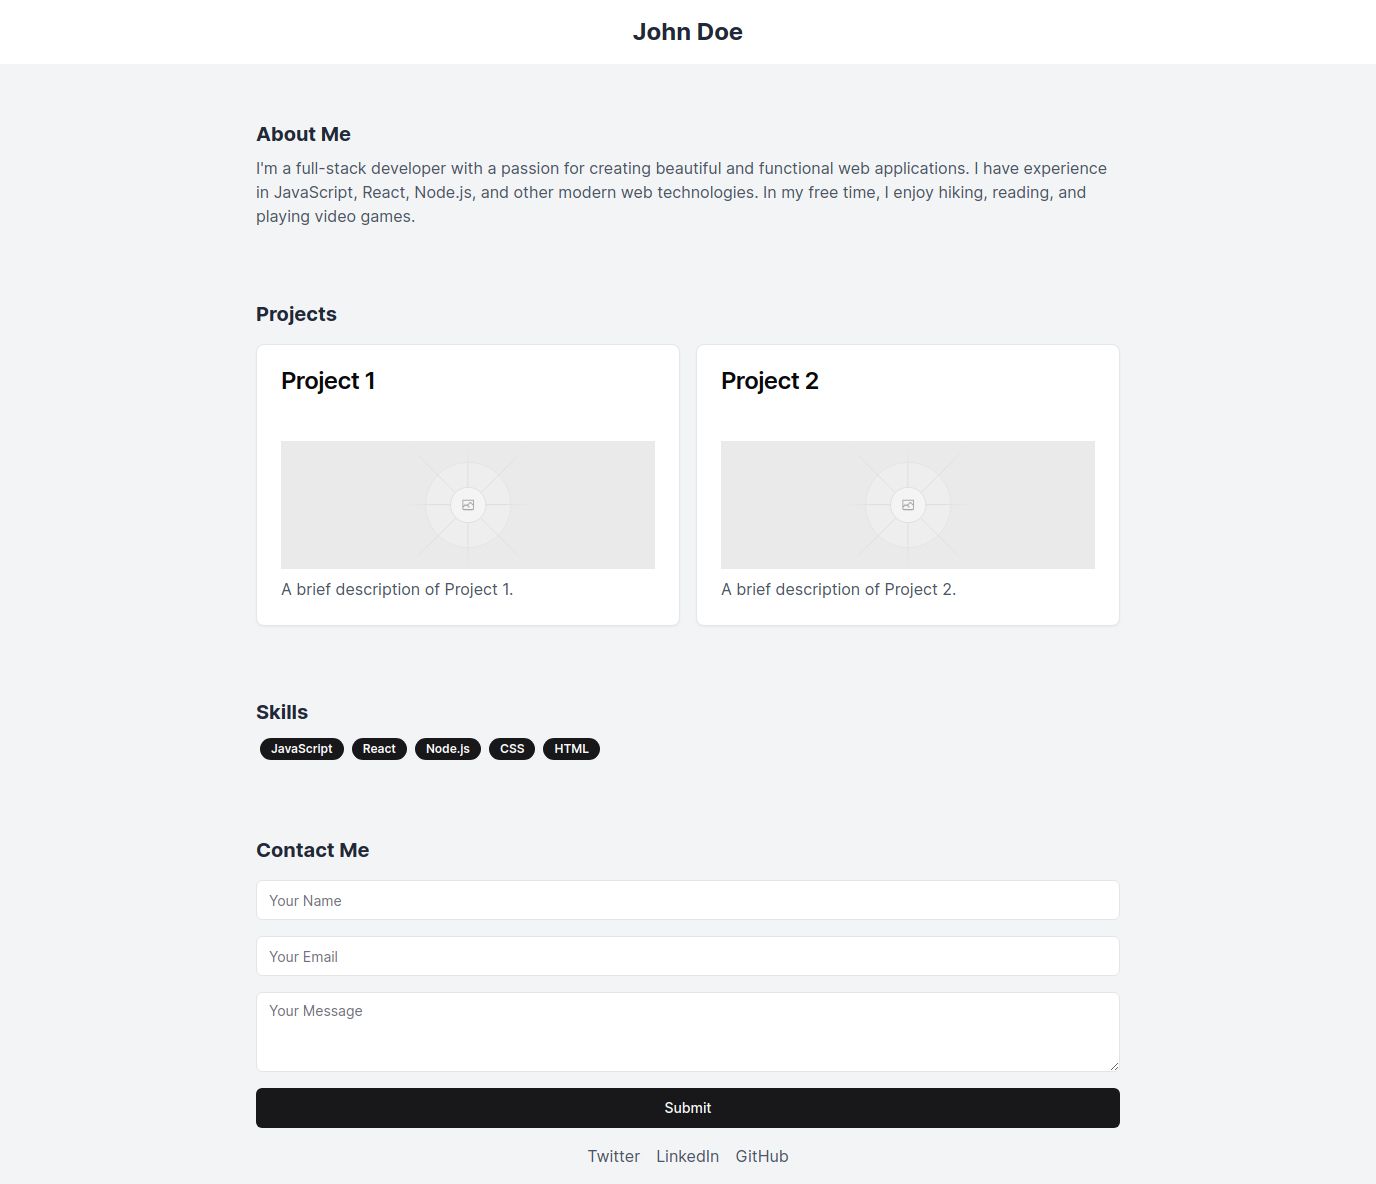 John Doe
About Me
I'm a full-stack developer with a passion for creating beautiful and functional web applications. I have experience
in JavaScript, React, Node.js, and other modern web technologies. In my free time, I enjoy hiking, reading, and
playing video games.
Projects
Project 1
A brief description of Project 1.
Project 2
A brief description of Project 2.
Skills
JavaScript React Node.js CSS HTML
Contact Me
Your Name
Your Email
Your Message
Submit
Twitter LinkedIn GitHub